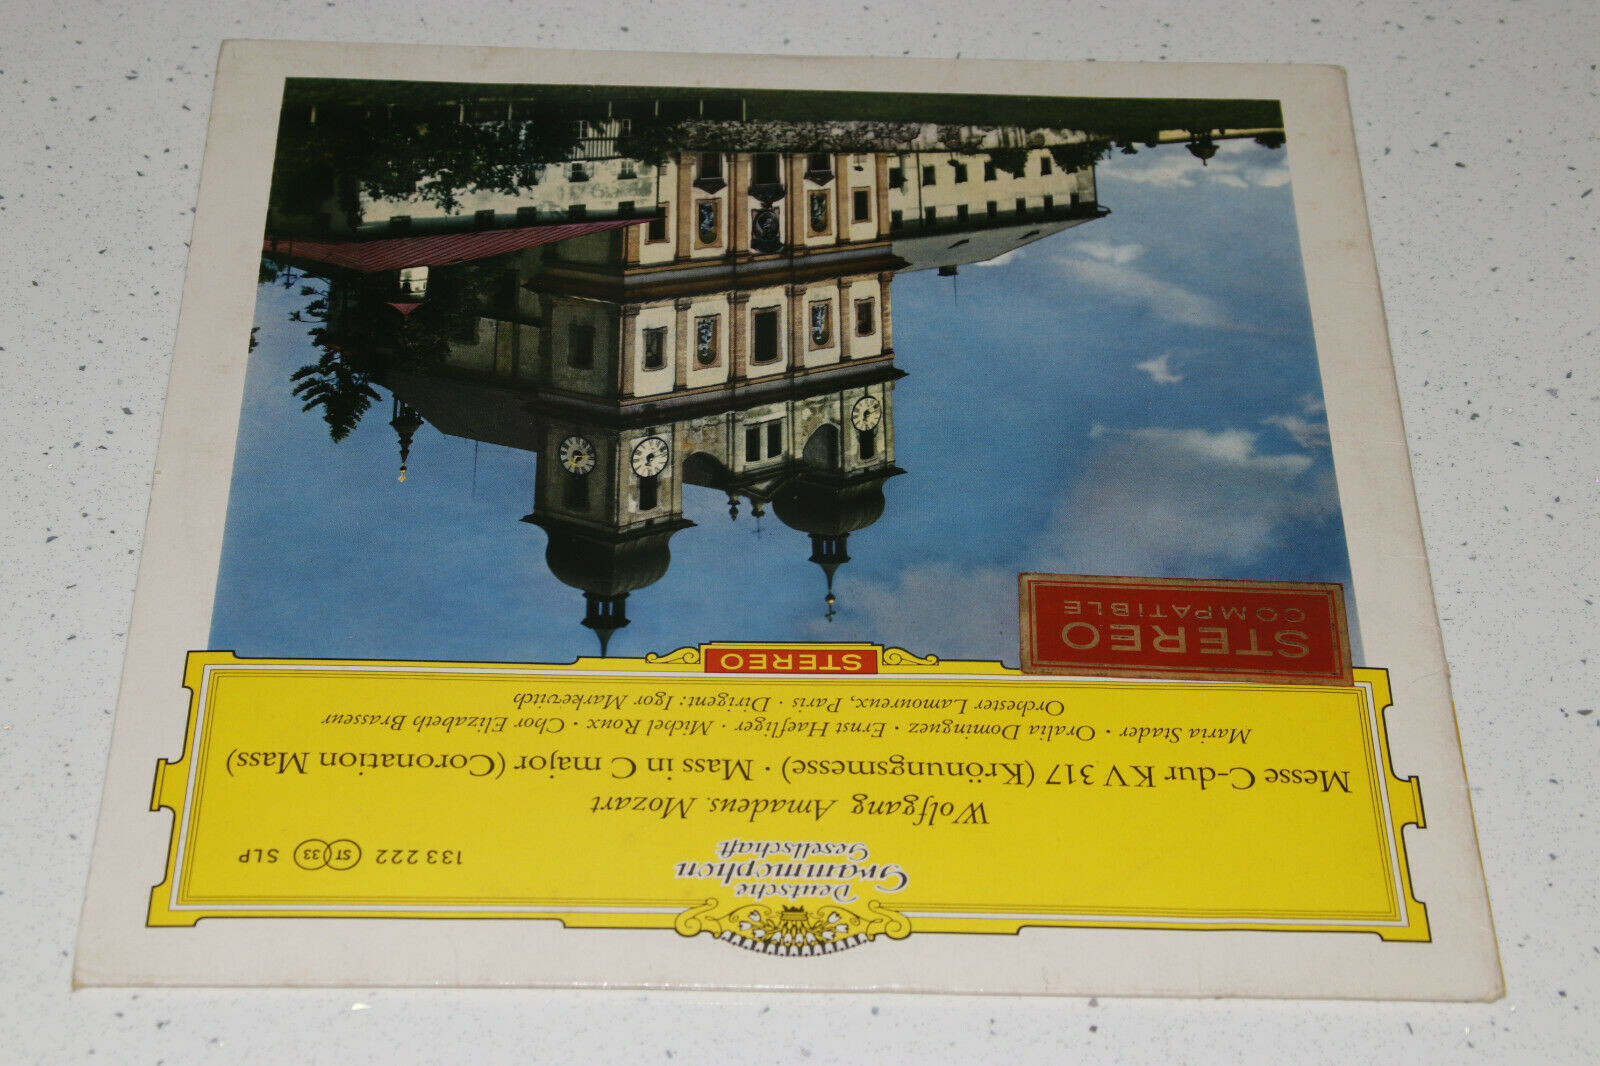 Deutsche
Grammophon
Gesellschaft
133 222 ST 33 SLP
Wolfgang Amadeus Mozart
Messe C-dur KV 317 (Krönungsmesse) · Mass in C major (Coronation Mass)
Maria Stader · Oralia Dominguez · Ernst Haefliger · Michel Roux · Chor Elizabeth Brasseur
Orchester Lamoureux, Paris · Dirigent: Igor Markevitch
STEREO
STEREO
COMPATIBLE